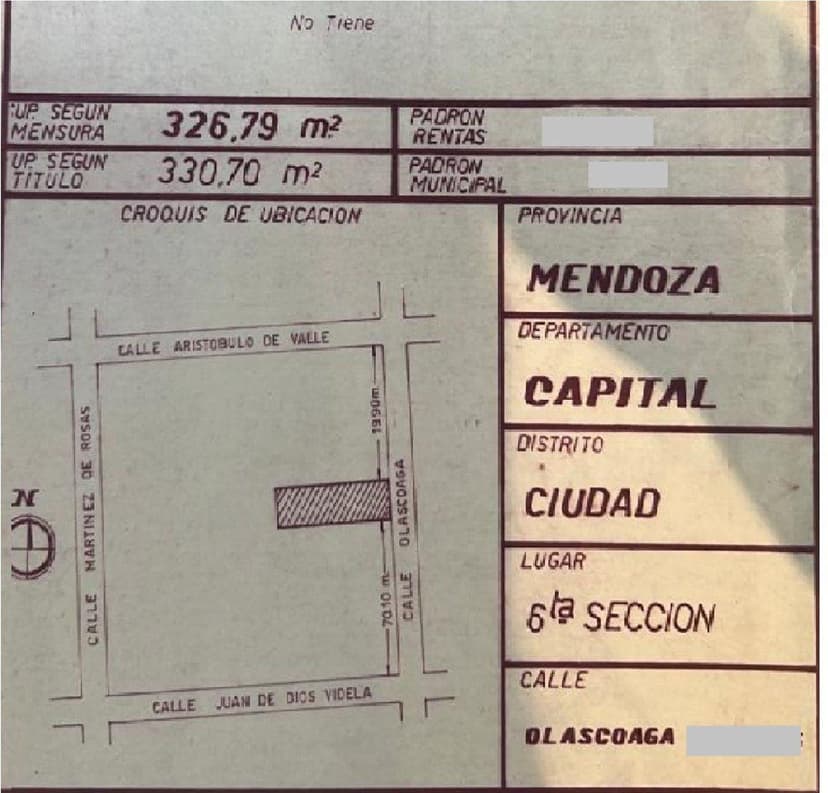 No Tiene
UP. SEGUN
MENSURA
326,79 m²
PADRON
RENTAS
UP. SEGUN
TITULO
330,70 m²
PADRON
MUNICIPAL
CROQUIS DE UBICACION
CALLE ARISTOBULO DE VALLE
CALLE MARTINEZ DE ROSAS
19.90 m.
CALLE OLASCOAGA
70.10 m.
CALLE JUAN DE DIOS VIDELA
N
PROVINCIA
MENDOZA
DEPARTAMENTO
CAPITAL
DISTRITO
CIUDAD
LUGAR
6ta SECCION
CALLE
OLASCOAGA